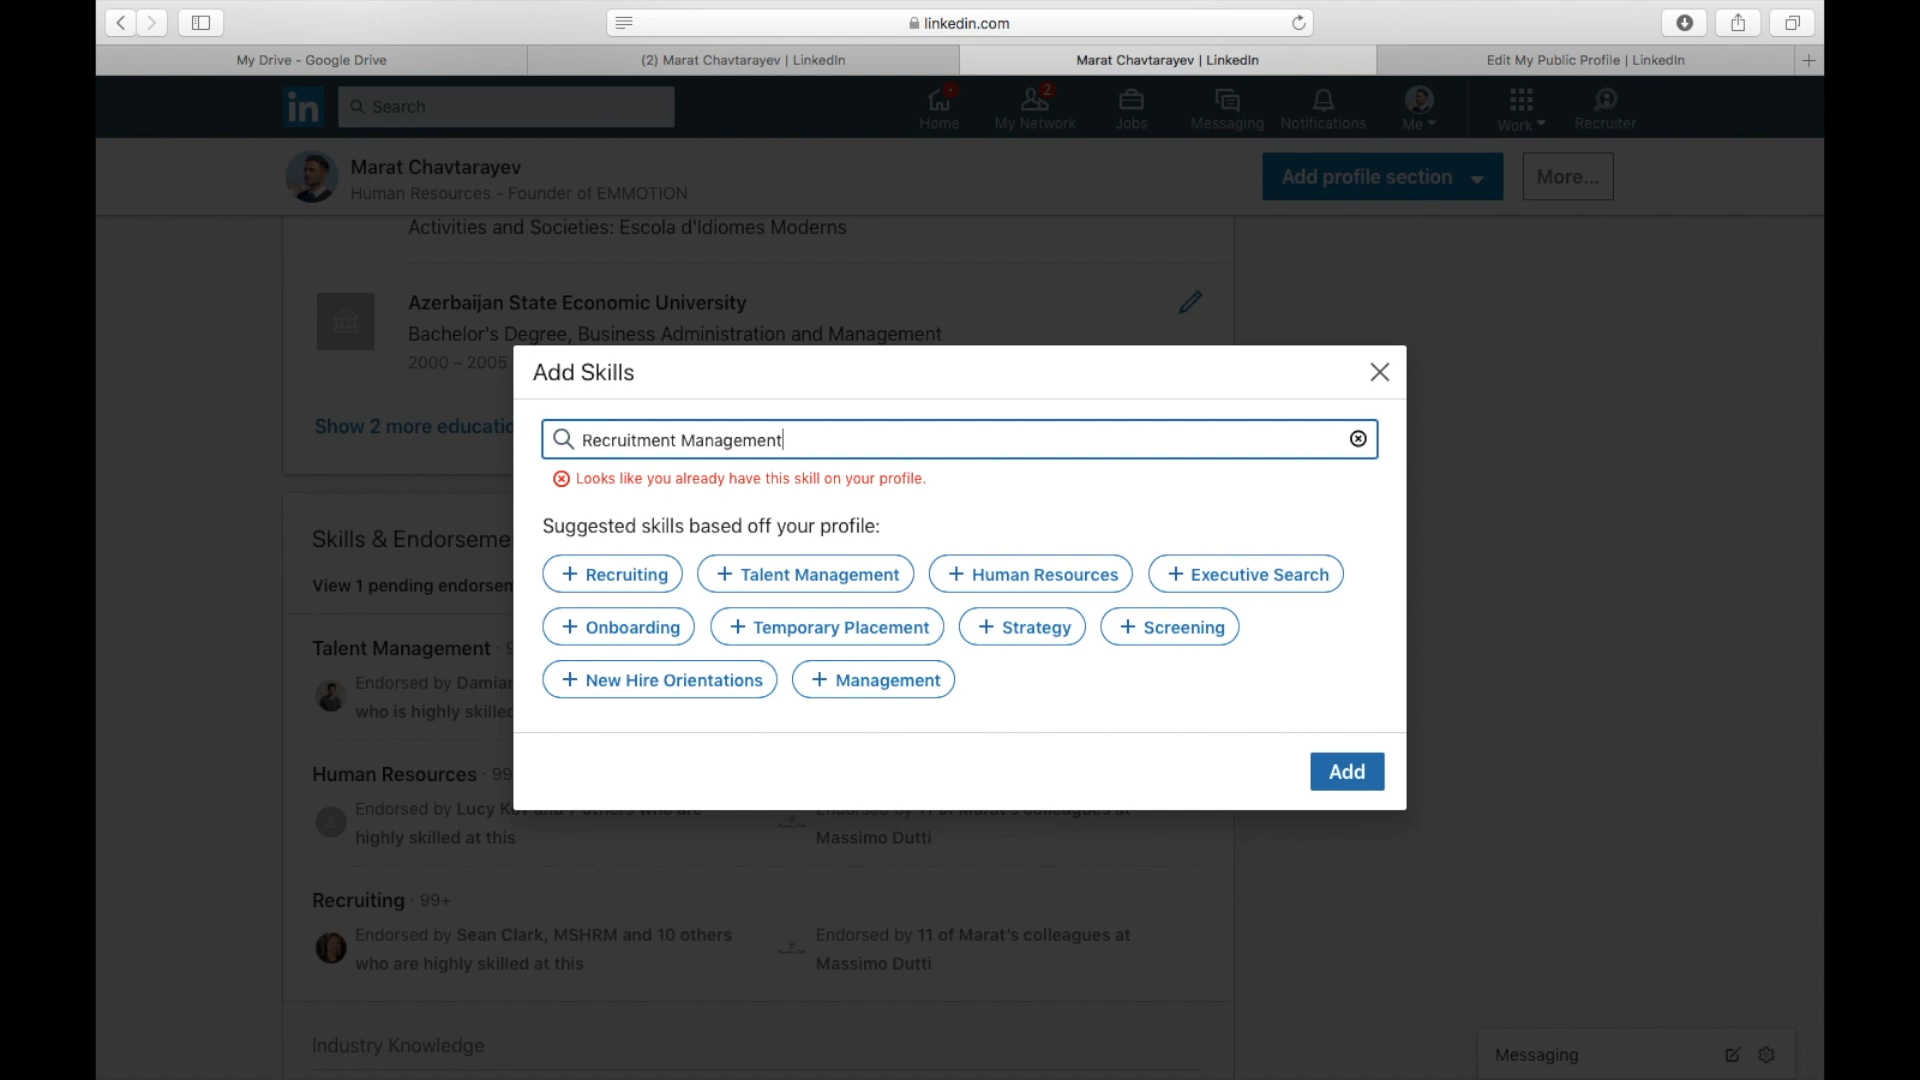 linkedin.com
My Drive - Google Drive
(2) Marat Chavtarayev | LinkedIn
Marat Chavtarayev | LinkedIn
Edit My Public Profile | LinkedIn
in
Search
Home
2
My Network
Jobs
Messaging
Notifications
Me
Work
Recruiter
Marat Chavtarayev
Human Resources - Founder of EMMOTION
Add profile section
More...
Activities and Societies: Escola d'Idiomes Moderns
Azerbaijan State Economic University
Bachelor's Degree, Business Administration and Management
2000 – 2005
Show 2 more educatio
Add Skills
Recruitment Management
Looks like you already have this skill on your profile.
Suggested skills based off your profile:
+ Recruiting
+ Talent Management
+ Human Resources
+ Executive Search
+ Onboarding
+ Temporary Placement
+ Strategy
+ Screening
+ New Hire Orientations
+ Management
Add
Skills & Endorseme
View 1 pending endorsem
Talent Management · 9
Endorsed by Damian
who is highly skilled
Human Resources · 99
Endorsed by Lucy
highly skilled at this
Massimo Dutti
Recruiting · 99+
Endorsed by Sean Clark, MSHRM and 10 others
who are highly skilled at this
Endorsed by 11 of Marat's colleagues at
Massimo Dutti
Industry Knowledge
Messaging